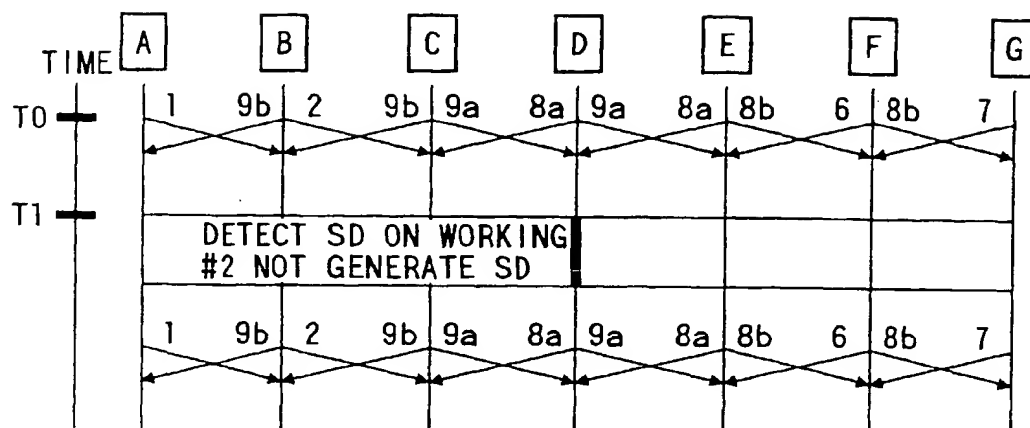 A B C D E F G
TIME
T0 1 9b 2 9b 9a 8a 9a 8a 8b 6 8b 7
T1
DETECT SD ON WORKING
#2 NOT GENERATE SD
1 9b 2 9b 9a 8a 9a 8a 8b 6 8b 7